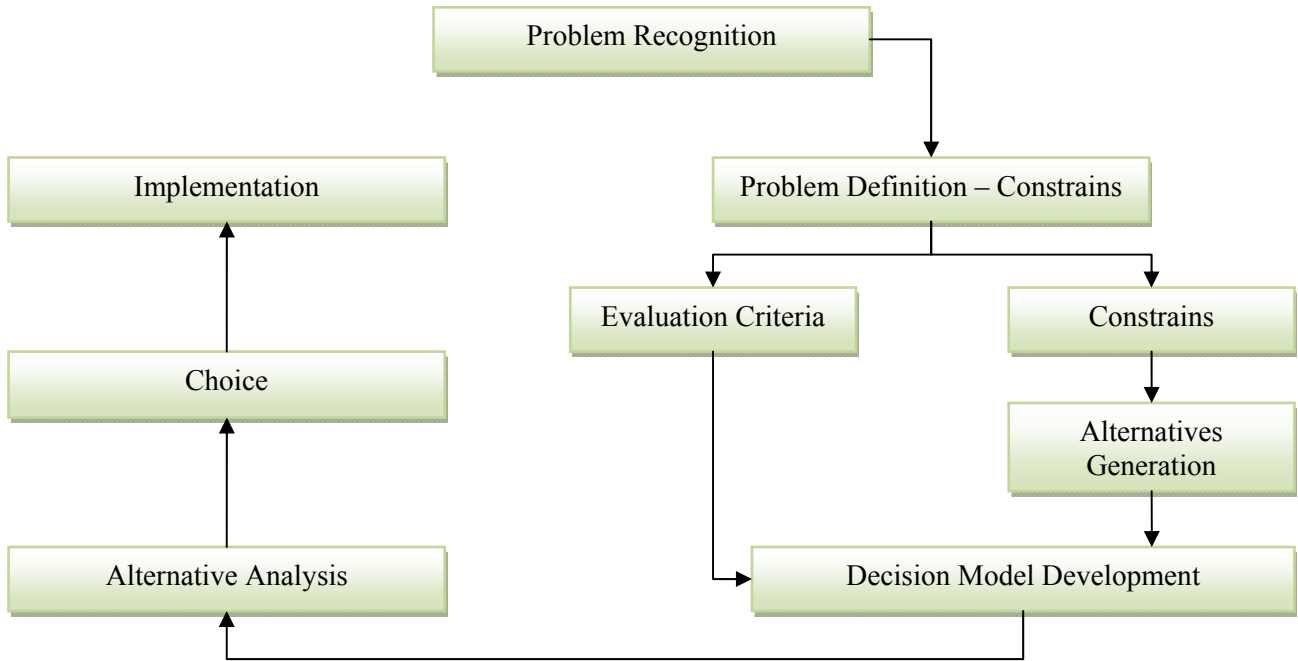 Problem Recognition
Problem Definition – Constrains
Evaluation Criteria
Constrains
Alternatives
Generation
Decision Model Development
Alternative Analysis
Choice
Implementation